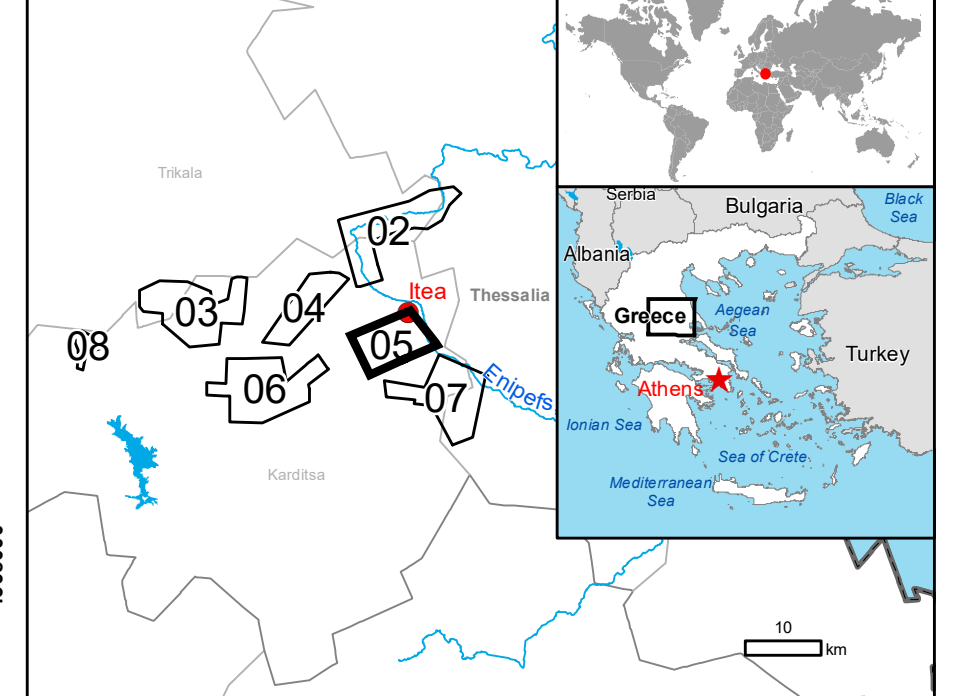 Trikala
02
Itea
Thessalia
03
04
05
08
06
07
Enipefs
Karditsa
10
km
Serbia
Bulgaria
Black
Sea
Albania
Greece
Aegean
Sea
Turkey
Athens
Ionian Sea
Sea of Crete
Mediterranean
Sea